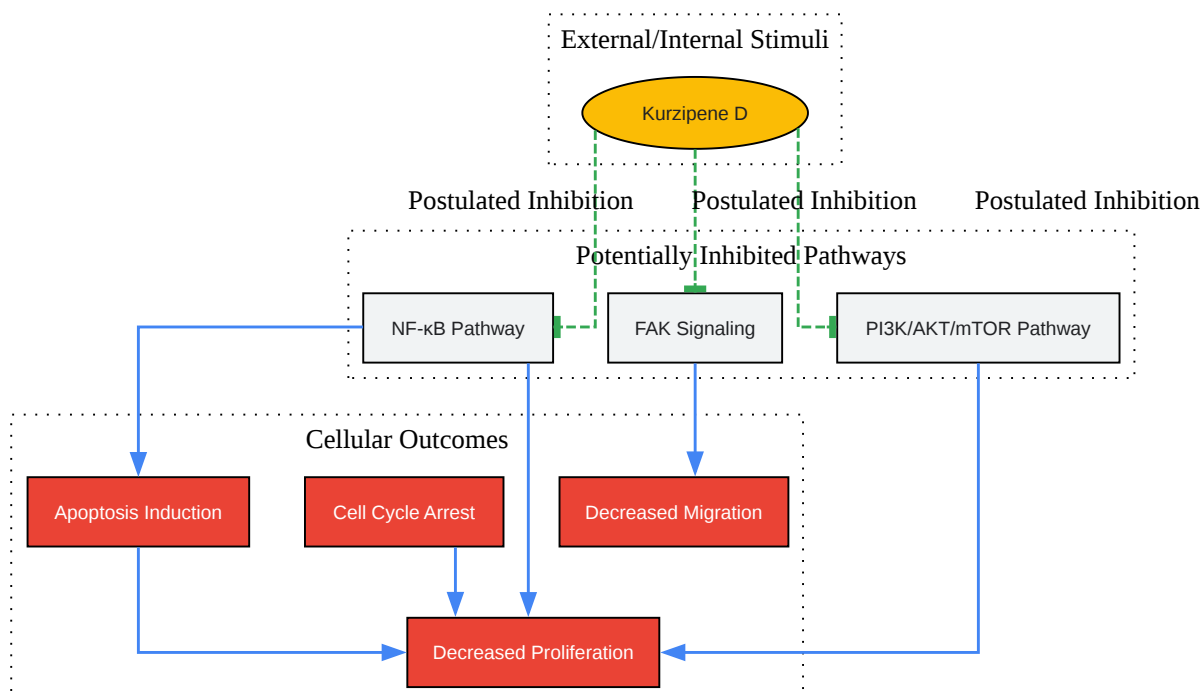 External/Internal Stimuli
Kurzipene D
Postulated Inhibition
Postulated Inhibition
Postulated Inhibition
Potentially Inhibited Pathways
NF-κB Pathway
FAK Signaling
PI3K/AKT/mTOR Pathway
Cellular Outcomes
Apoptosis Induction
Cell Cycle Arrest
Decreased Migration
Decreased Proliferation